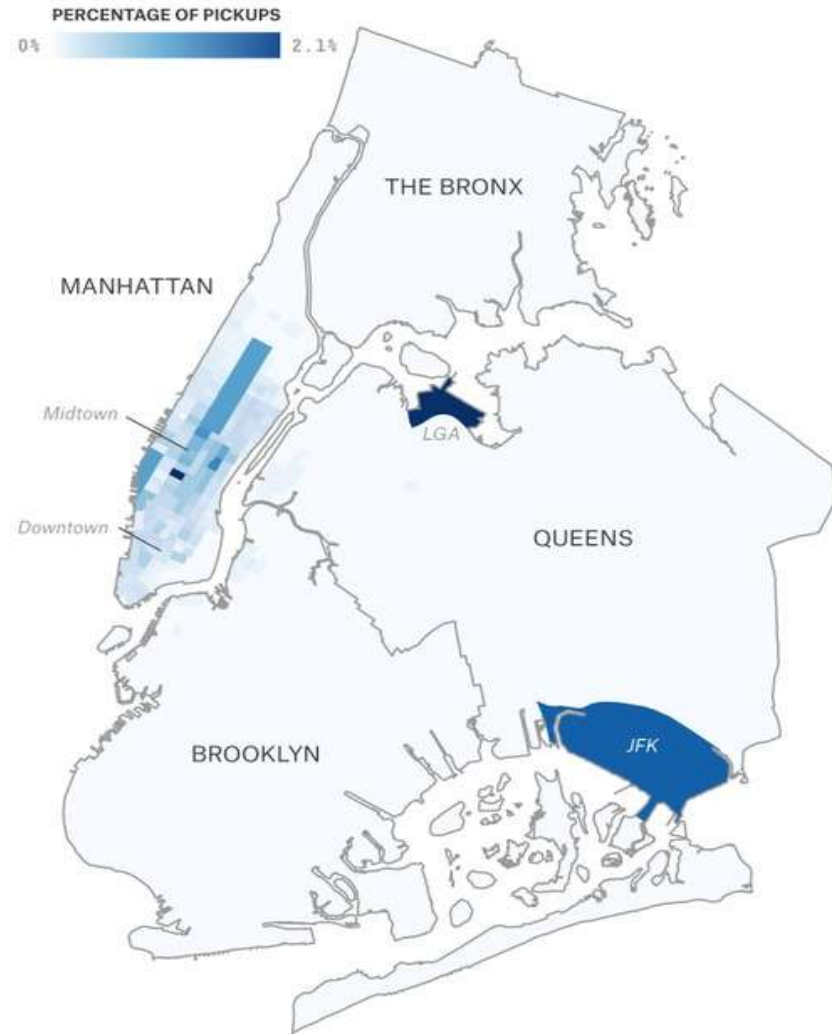 PERCENTAGE OF PICKUPS
0% 2.1%
THE BRONX
MANHATTAN
Midtown
LGA
Downtown
QUEENS
JFK
BROOKLYN